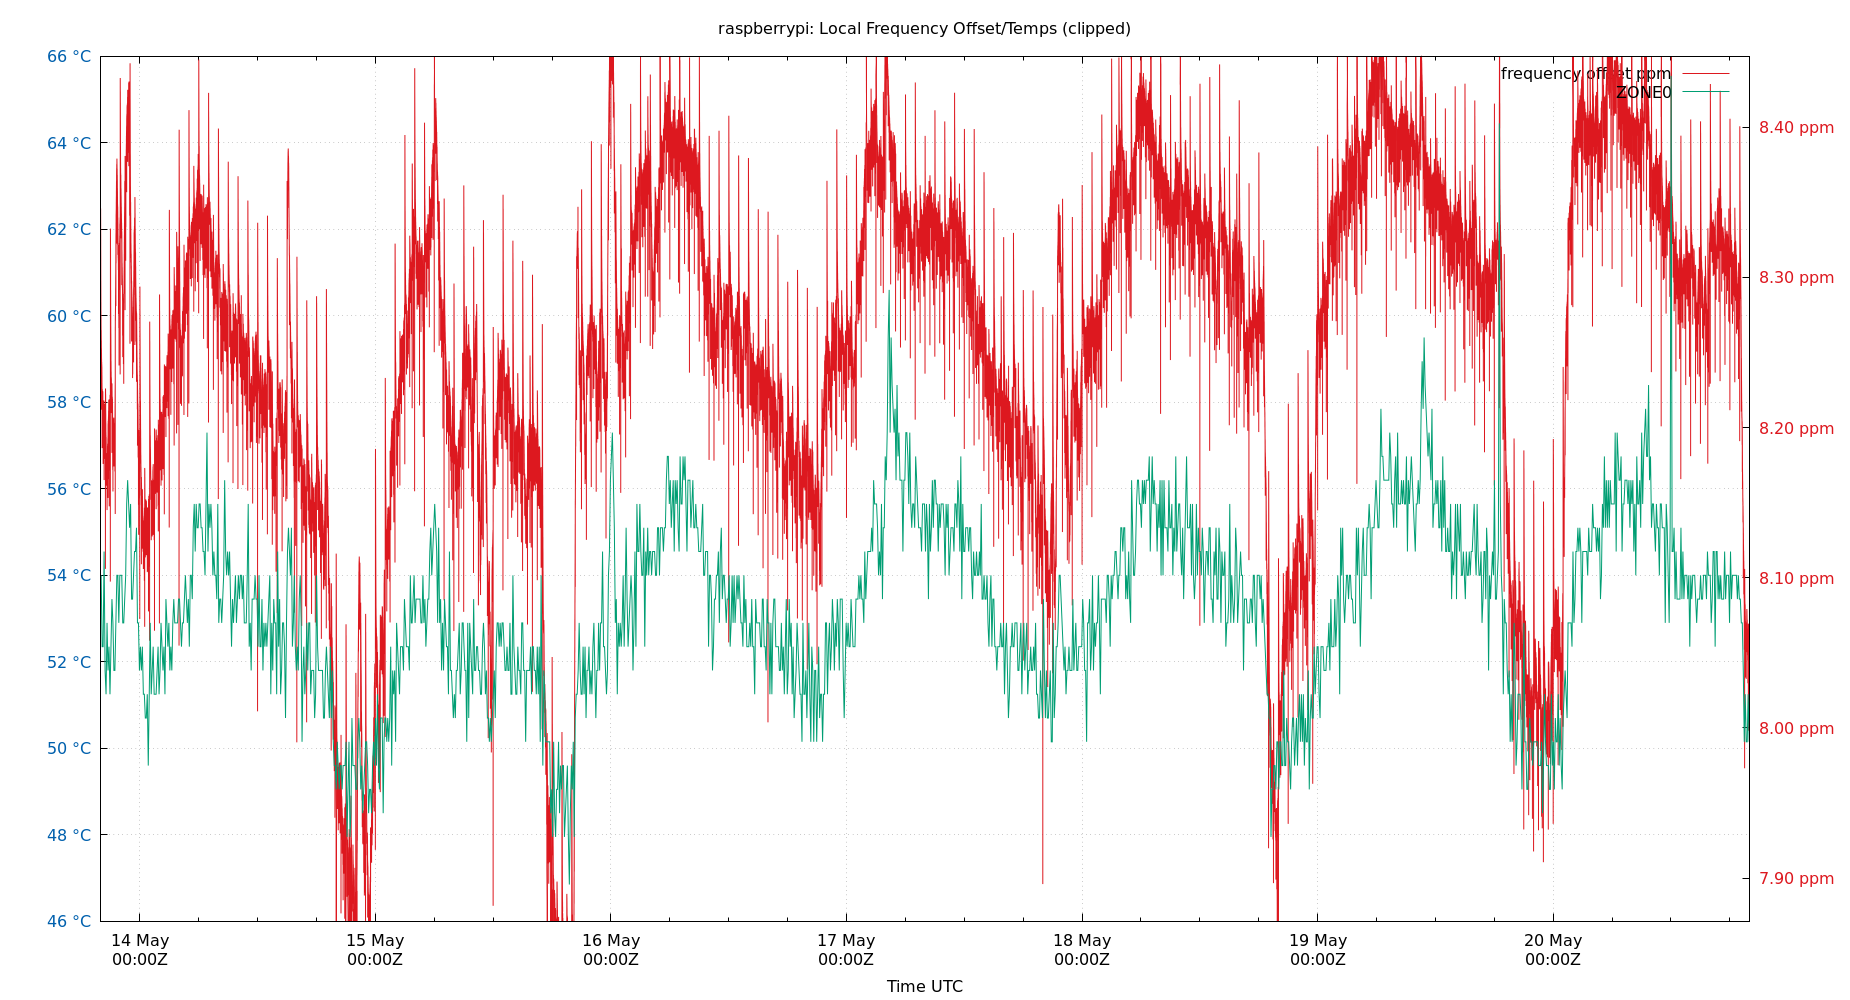 raspberrypi: Local Frequency Offset/Temps (clipped)
66 °C
64 °C
62 °C
60 °C
58 °C
56 °C
54 °C
52 °C
50 °C
48 °C
46 °C
frequency offset ppm
ZONE0
8.40 ppm
8.30 ppm
8.20 ppm
8.10 ppm
8.00 ppm
7.90 ppm
14 May 15 May 16 May 17 May 18 May 19 May 20 May
00:00Z 00:00Z 00:00Z 00:00Z 00:00Z 00:00Z 00:00Z
Time UTC